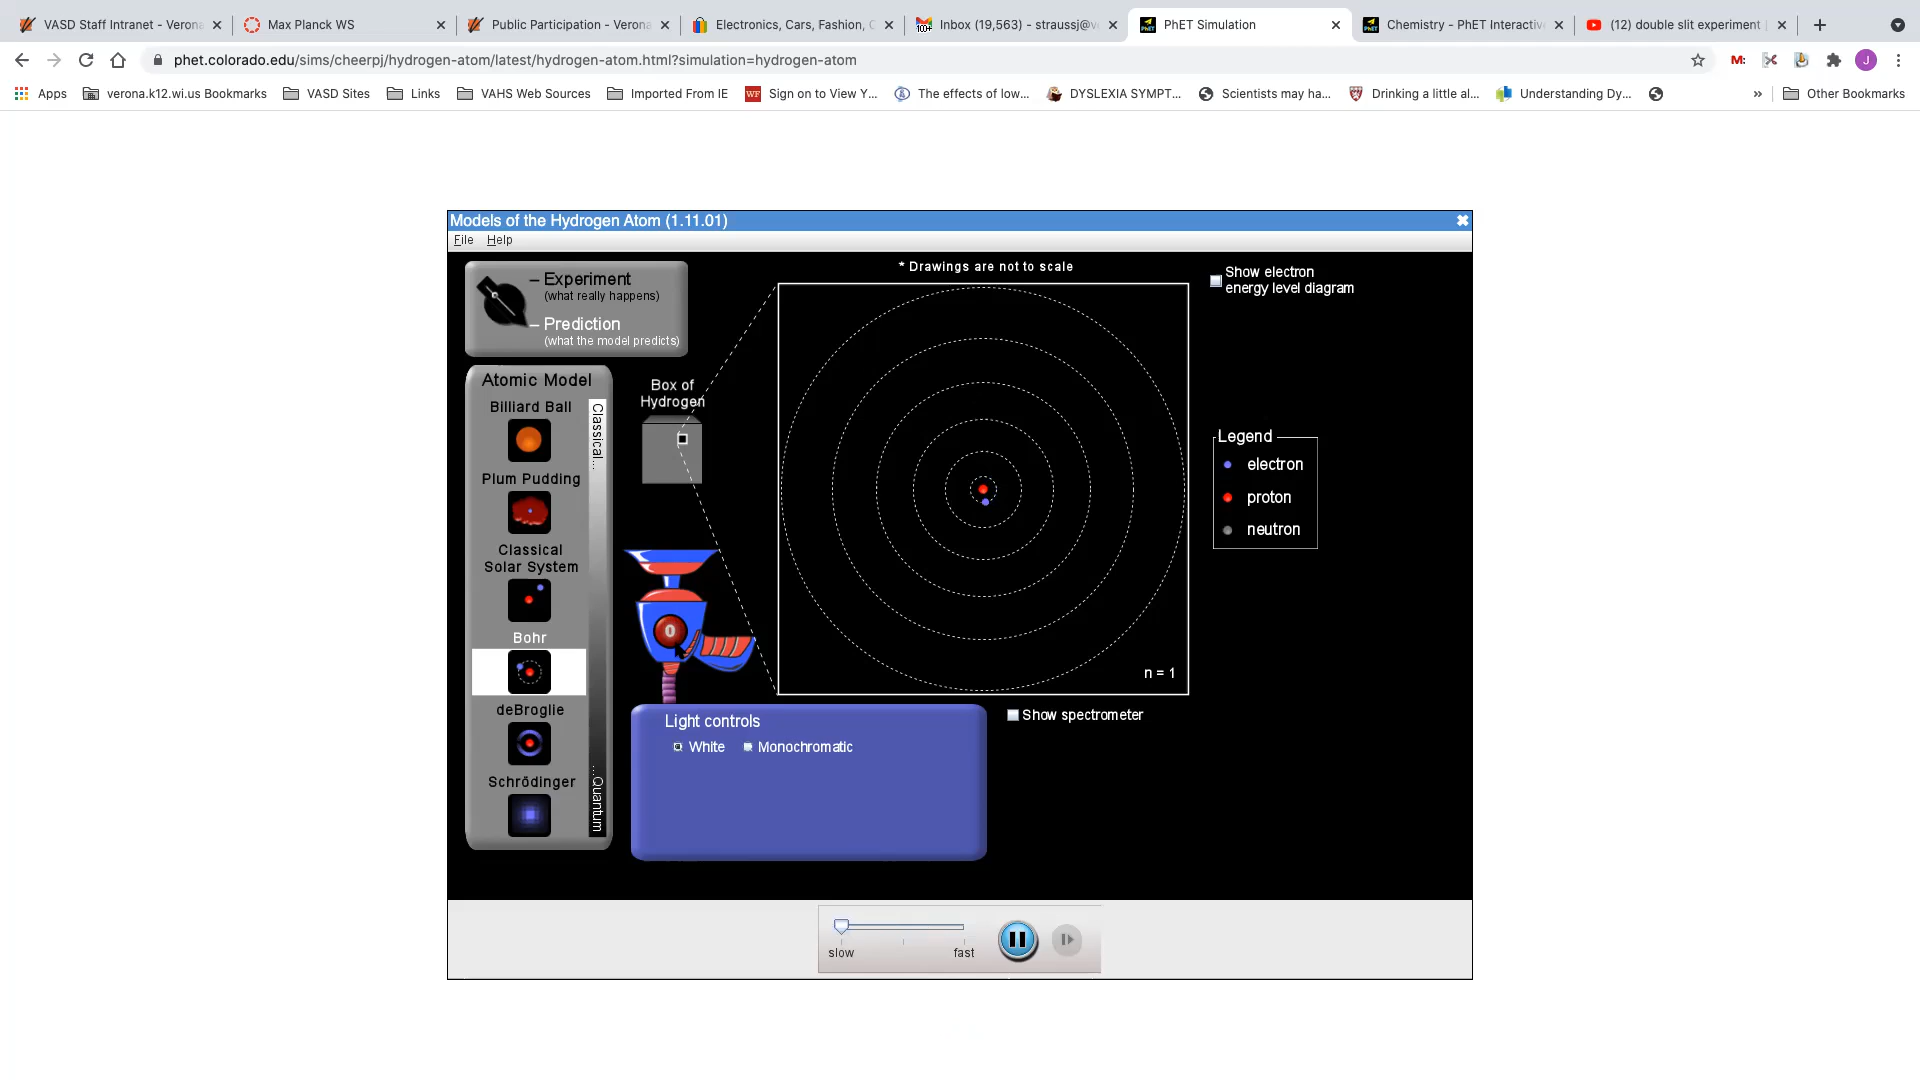 VASD Staff Intranet - Verona
Max Planck WS
Public Participation - Verona
Electronics, Cars, Fashion, C
100+
Inbox (19,563) - straussj@v
PhET Simulation
Chemistry - PhET Interactiv
(12) double slit experiment
phet.colorado.edu/sims/cheerpj/hydrogen-atom/latest/hydrogen-atom.html?simulation=hydrogen-atom
M:
J
Apps
verona.k12.wi.us Bookmarks
VASD Sites
Links
VAHS Web Sources
Imported From IE
WF
Sign on to View Y...
The effects of low...
DYSLEXIA SYMPT...
Scientists may ha...
Drinking a little al...
Understanding Dy...
»
Other Bookmarks
Models of the Hydrogen Atom (1.11.01)
File Help
* Drawings are not to scale
Show electron
energy level diagram
Experiment
(what really happens)
Prediction
(what the model predicts)
Atomic Model
Billiard Ball
Plum Pudding
Classical
Solar System
Bohr
deBroglie
Schrödinger
Classical...
...Quantum
Box of
Hydrogen
0
n = 1
Legend
electron
proton
neutron
Light controls
White
Monochromatic
Show spectrometer
slow
fast